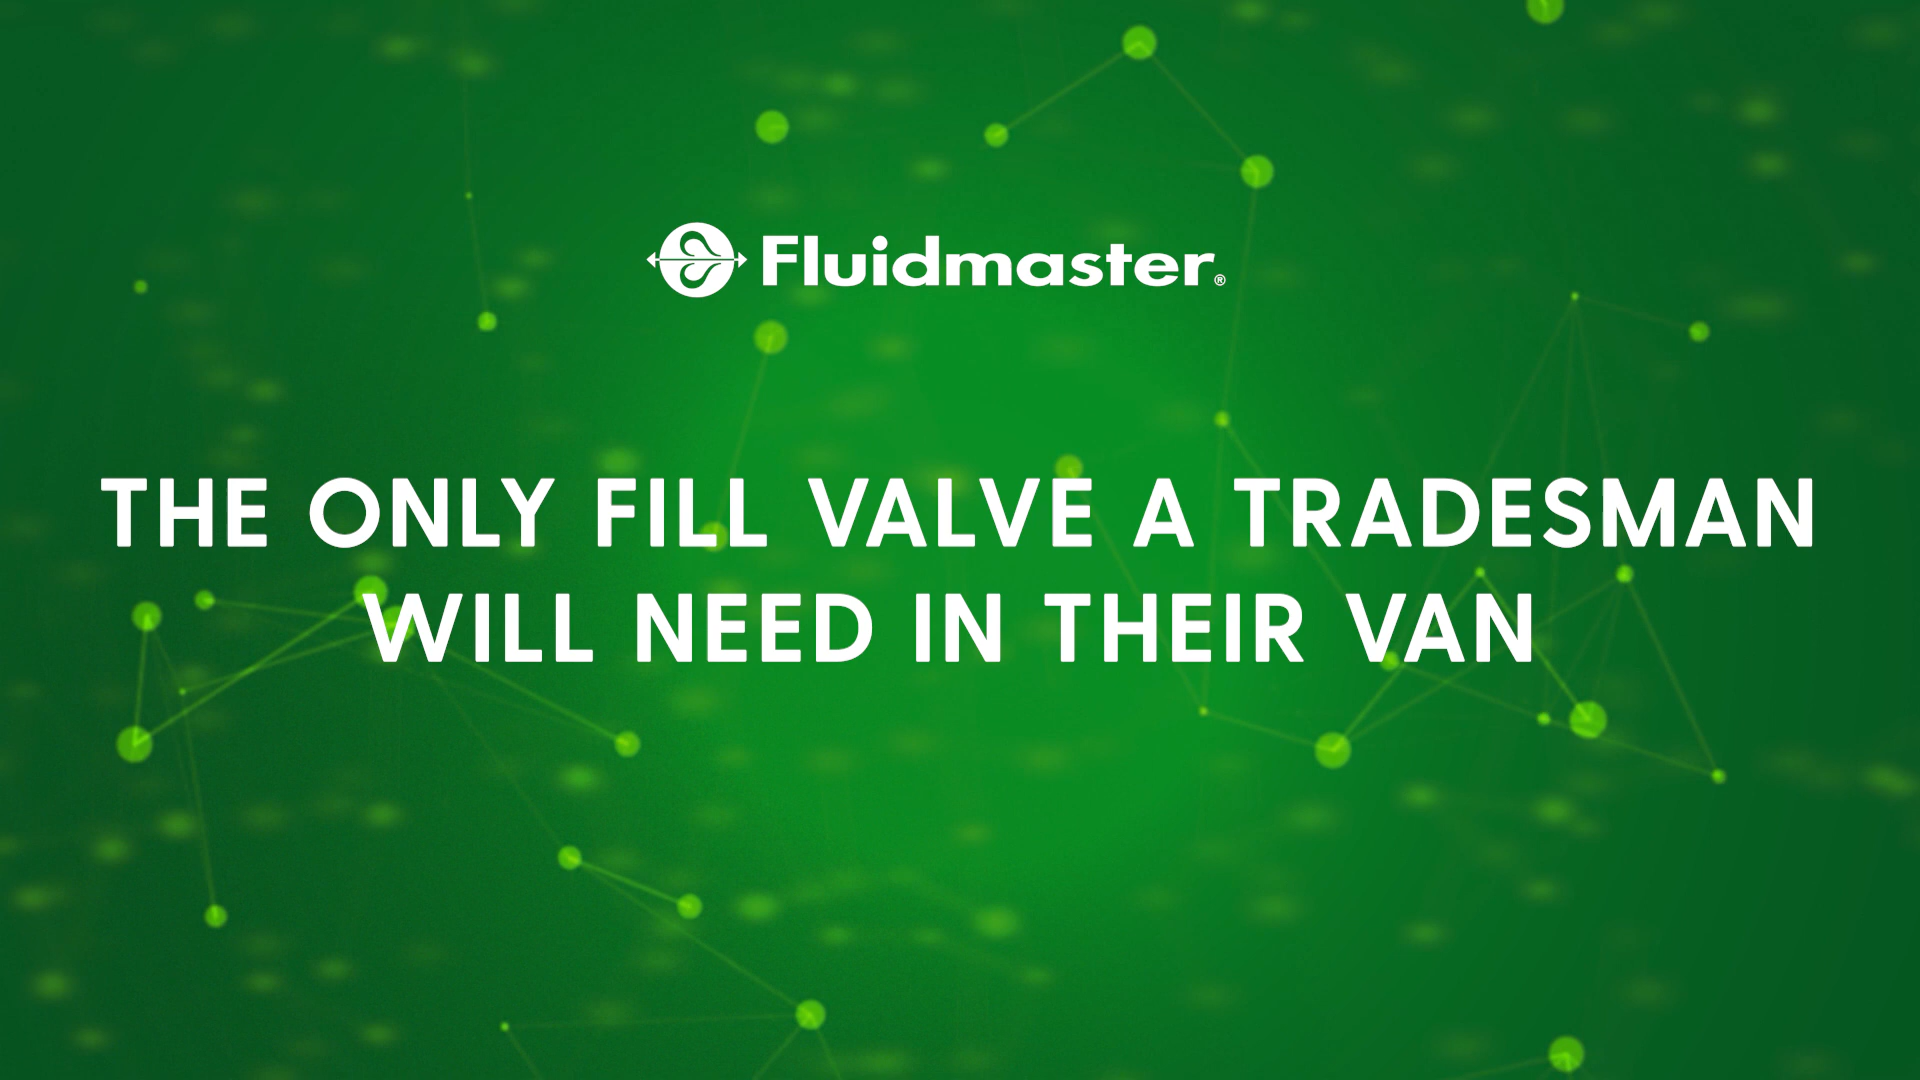 Fluidmaster®
THE ONLY FILL VALVE A TRADESMAN
WILL NEED IN THEIR VAN